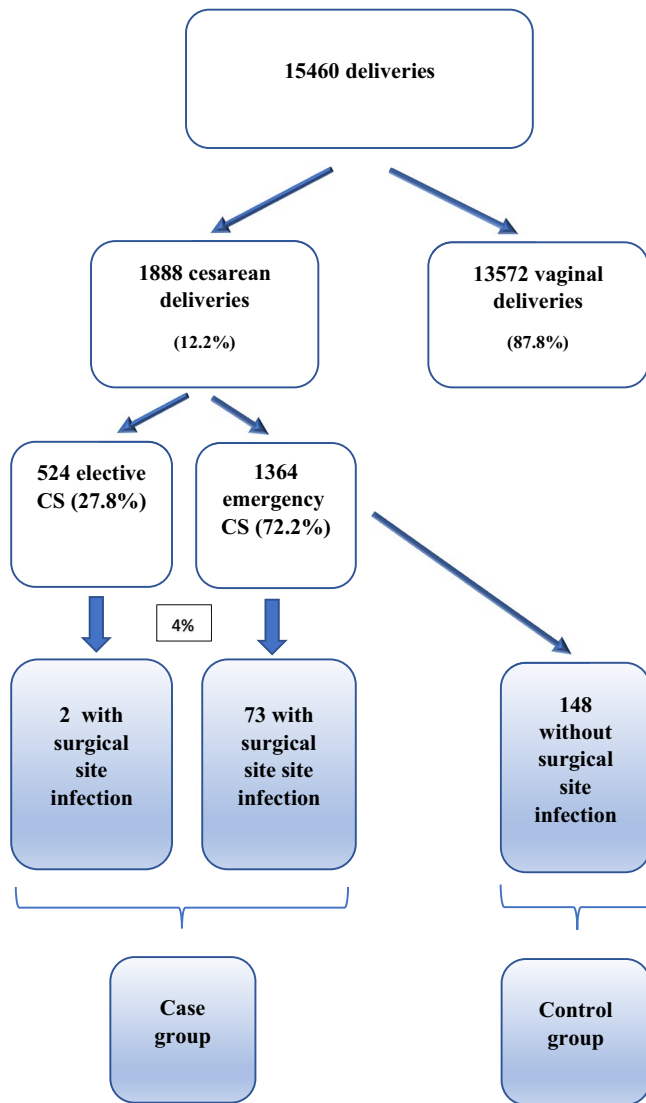 15460 deliveries
1888 cesarean
deliveries
(12.2%)
13572 vaginal
deliveries
(87.8%)
524 elective
CS (27.8%)
1364
emergency
CS (72.2%)
4%
2 with
surgical
site
infection
73 with
surgical
site site
infection
148
without
surgical
site
infection
Case
group
Control
group